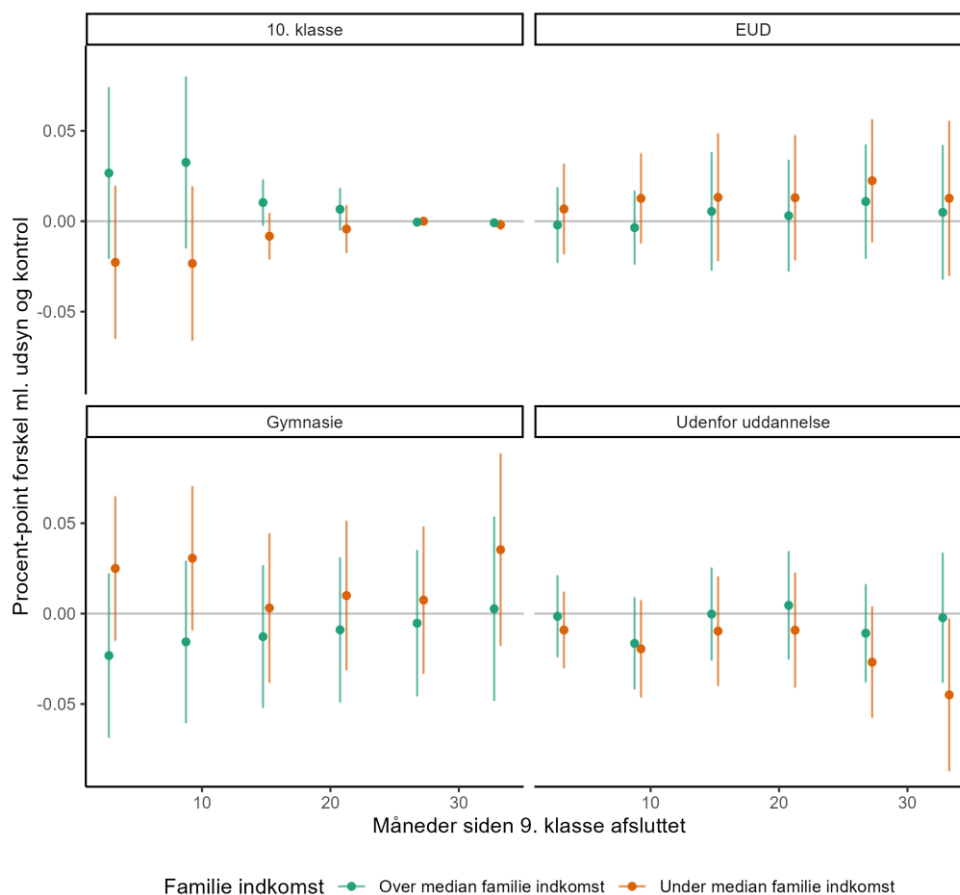 10. klasse
EUD
0.05
0.00
-0.05
Gymnasie
Udenfor uddannelse
0.05
0.00
-0.05
10
20
30
10
20
30
Procent-point forskel ml. udsyn og kontrol
Måneder siden 9. klasse afsluttet
Familie indkomst Over median familie indkomst Under median familie indkomst